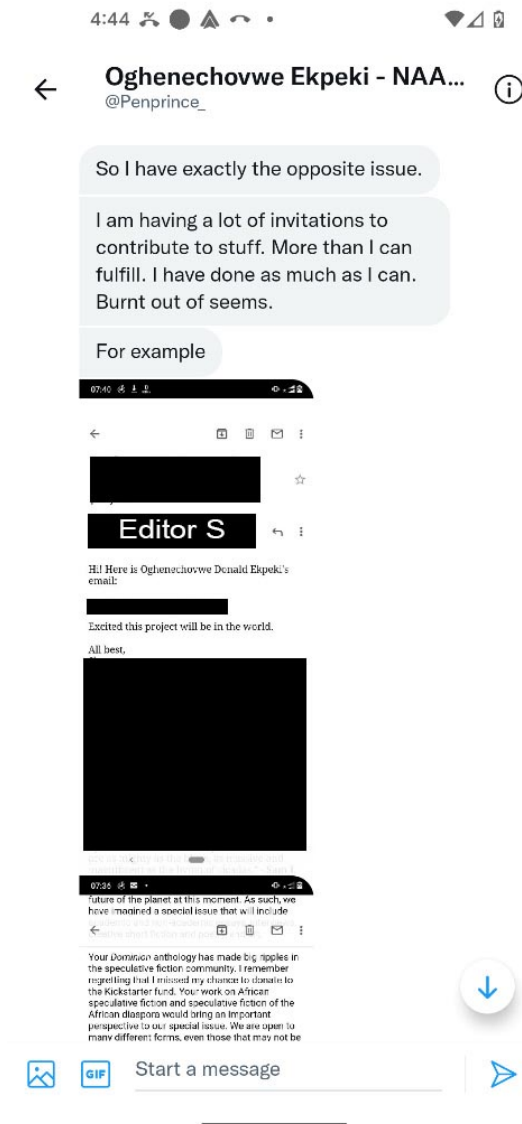 4:44
Oghenechovwe Ekpeki - NAA...
@Penprince_
So I have exactly the opposite issue.
I am having a lot of invitations to
contribute to stuff. More than I can
fulfill. I have done as much as I can.
Burnt out of seems.
For example
07:40
Editor S
Hi! Here is Oghenechovwe Donald Ekpeki's
email:
Excited this project will be in the world.
All best,
07:36
future of the planet at this moment. As such, we
have imagined a special issue that will include
Your Dominion anthology has made big ripples in
the speculative fiction community. I remember
regretting that I missed my chance to donate to
the Kickstarter fund. Your work on African
speculative fiction and speculative fiction of the
African diaspora would bring an important
perspective to our special issue. We are open to
many different forms, even those that may not be
GIF
Start a message